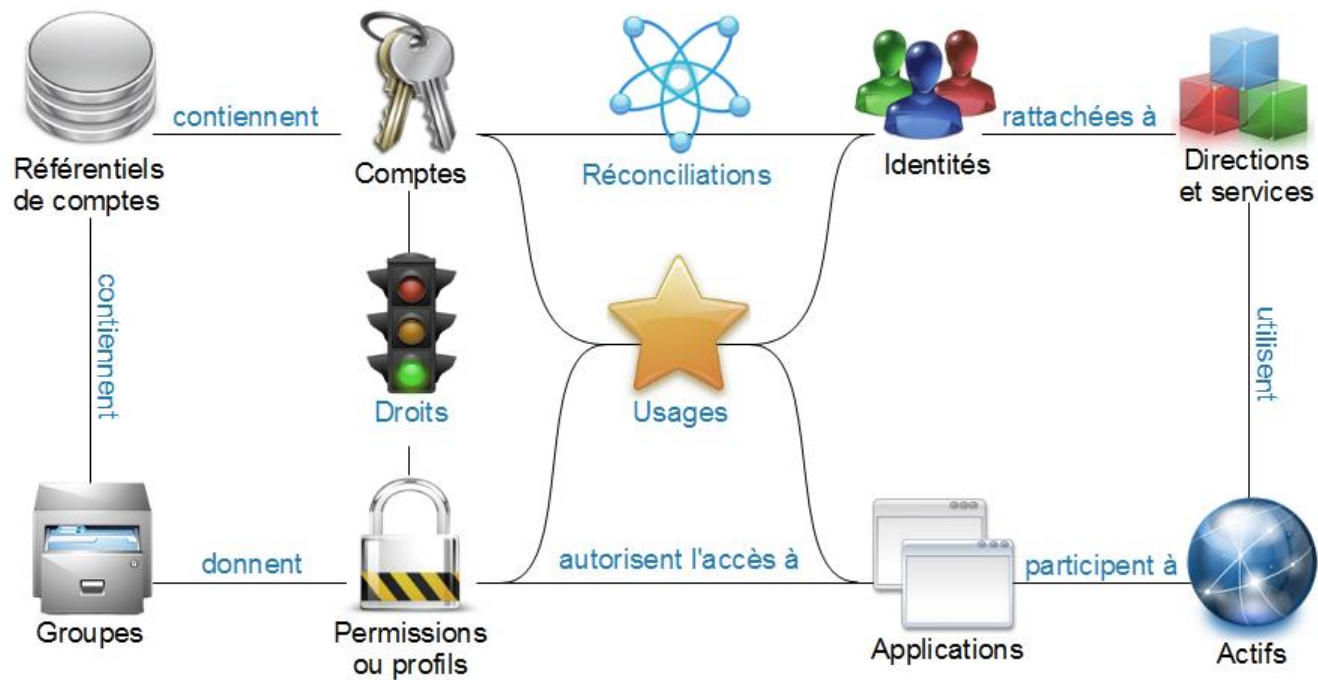 contiennent
rattachées à
Référentiels
de comptes
Comptes
Réconciliations
Identités
Directions
et services
contiennent
utilisent
Droits
Usages
donnent
autorisent l'accès à
participent à
Groupes
Permissions
ou profils
Applications
Actifs